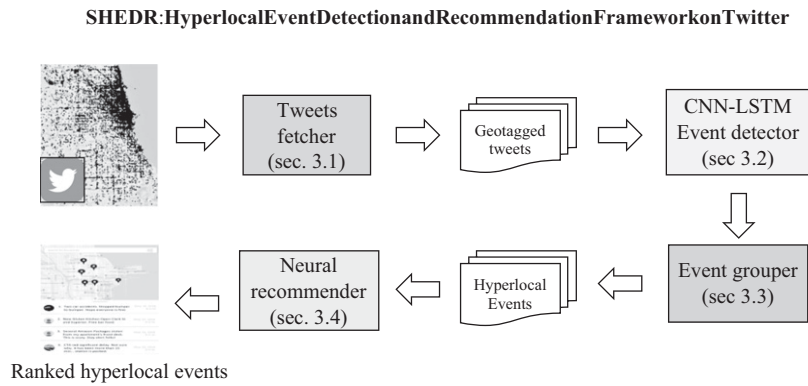 SHEDR:HyperlocalEventDetectionandRecommendationFrameworkonTwitter
Tweets
fetcher
(sec. 3.1)
Geotagged
tweets
CNN-LSTM
Event detector
(sec 3.2)
Event grouper
(sec 3.3)
Hyperlocal
Events
Neural
recommender
(sec. 3.4)
Ranked hyperlocal events